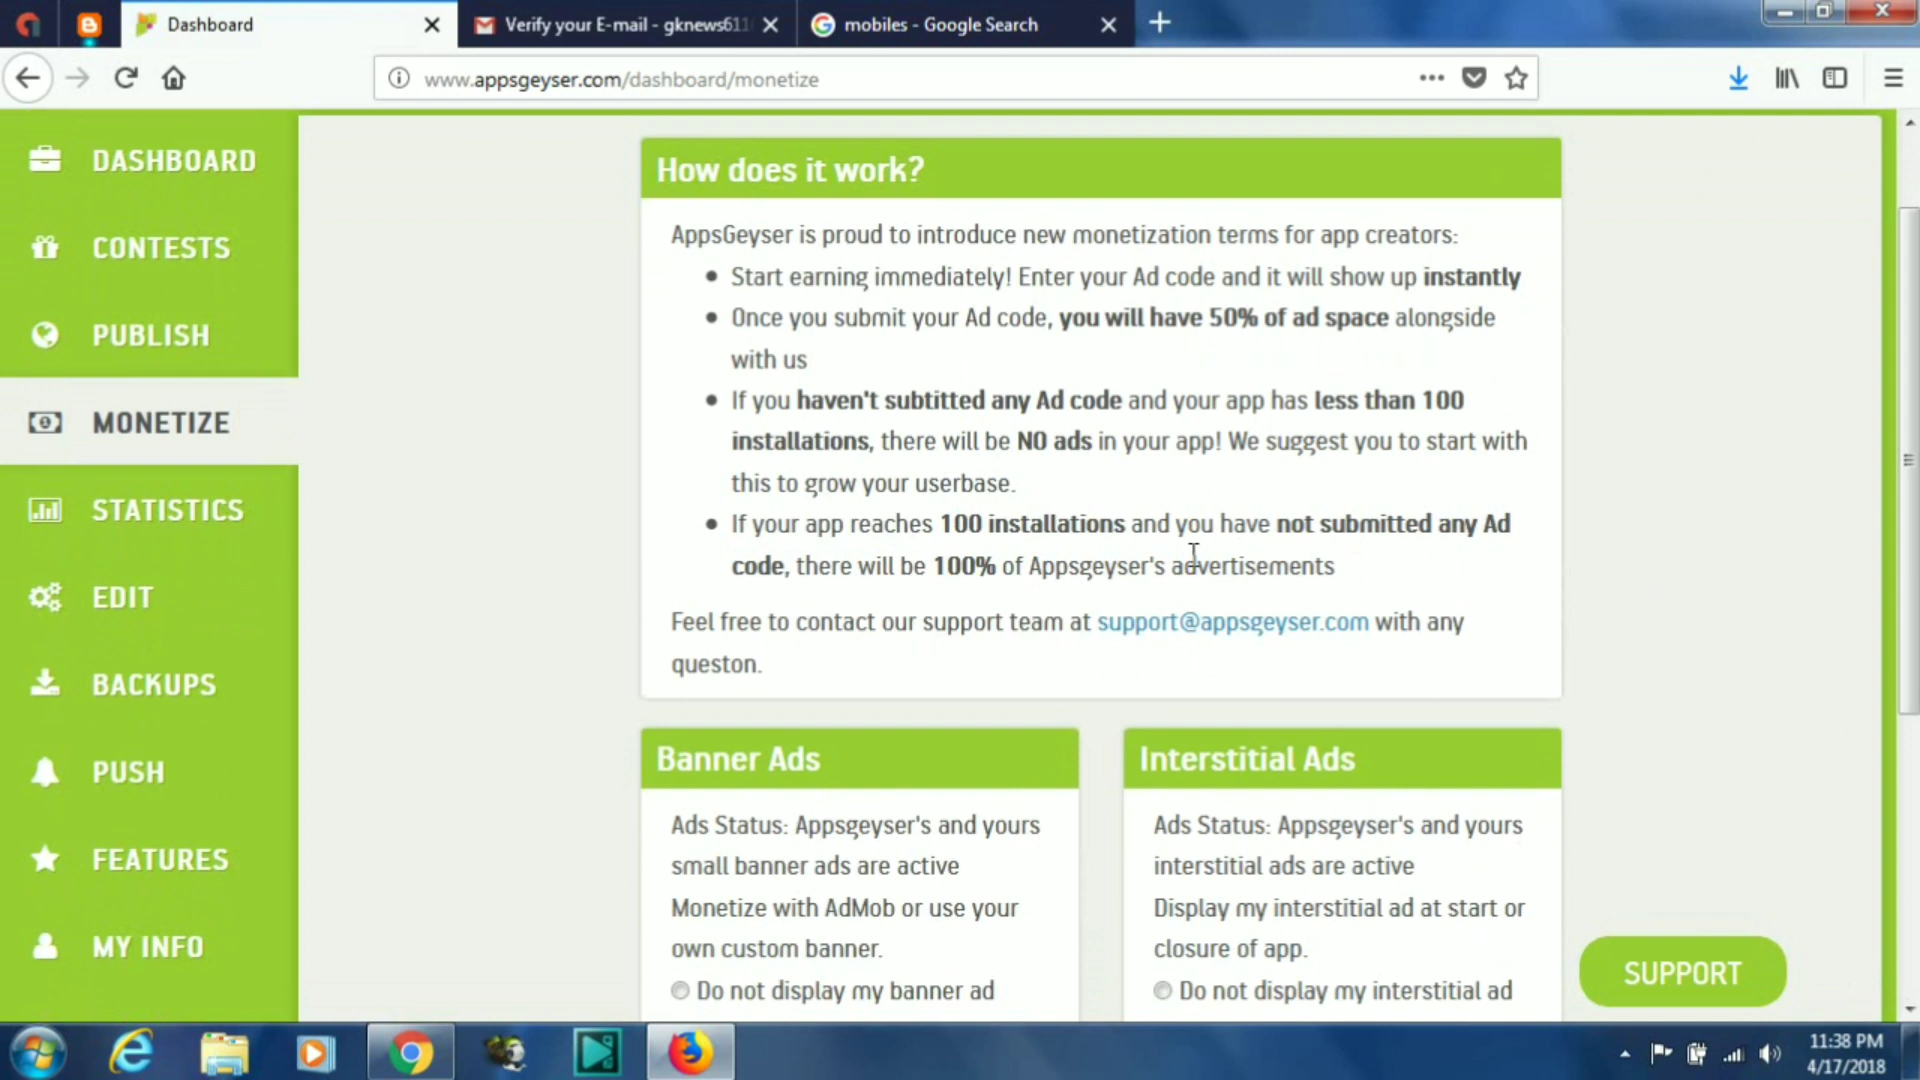 Dashboard
Verify your E-mail - gknews611
mobiles - Google Search
www.appsgeyser.com/dashboard/monetize
DASHBOARD
CONTESTS
PUBLISH
MONETIZE
STATISTICS
EDIT
BACKUPS
PUSH
FEATURES
MY INFO
How does it work?
AppsGeyser is proud to introduce new monetization terms for app creators:
Start earning immediately! Enter your Ad code and it will show up instantly
Once you submit your Ad code, you will have 50% of ad space alongside
with us
If you haven't subtitted any Ad code and your app has less than 100
installations, there will be NO ads in your app! We suggest you to start with
this to grow your userbase.
If your app reaches 100 installations and you have not submitted any Ad
code, there will be 100% of Appsgeyser's advertisements
Feel free to contact our support team at support@appsgeyser.com with any
queston.
Banner Ads
Ads Status: Appsgeyser's and yours
small banner ads are active
Monetize with AdMob or use your
own custom banner.
Do not display my banner ad
Interstitial Ads
Ads Status: Appsgeyser's and yours
interstitial ads are active
Display my interstitial ad at start or
closure of app.
Do not display my interstitial ad
SUPPORT
11:38 PM
4/17/2018